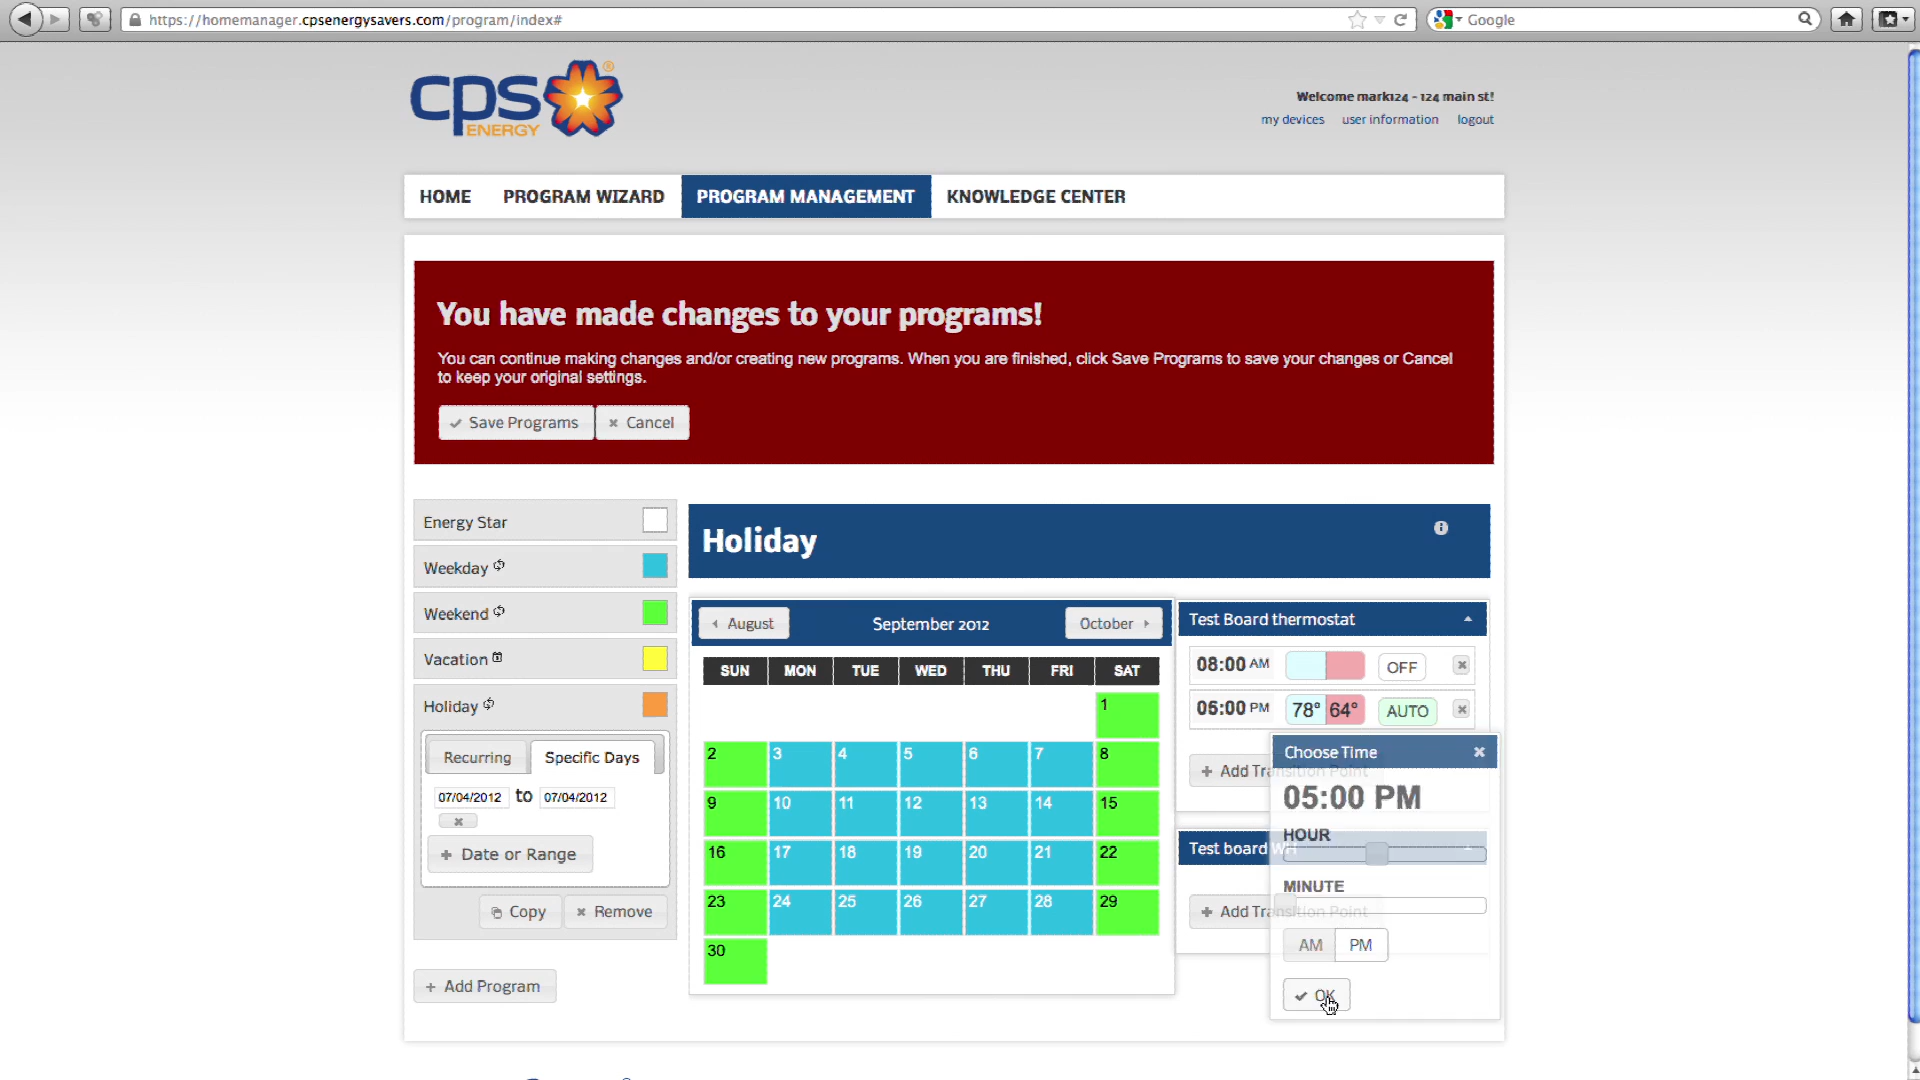 https://homemanager.cpsenergysavers.com/program/index#
Google
cps
ENERGY
®
Welcome mark124 - 124 main st!
my devices user information logout
HOME PROGRAM WIZARD PROGRAM MANAGEMENT KNOWLEDGE CENTER
You have made changes to your programs!
You can continue making changes and/or creating new programs. When you are finished, click Save Programs to save your changes or Cancel
to keep your original settings.
Save Programs Cancel
Energy Star
Weekday
Weekend
Vacation
Holiday
Recurring Specific Days
07/04/2012 to 07/04/2012
+ Date or Range
Copy Remove
+ Add Program
Holiday
August September 2012 October
SUN MON TUE WED THU FRI SAT
1
2 3 4 5 6 7 8
9 10 11 12 13 14 15
16 17 18 19 20 21 22
23 24 25 26 27 28 29
30
Test Board thermostat
08:00 AM OFF
05:00 PM 78° 64° AUTO
+ Add Transition Point
Test board WH
+ Add Transition Point
Choose Time
05:00 PM
HOUR
MINUTE
AM PM
OK